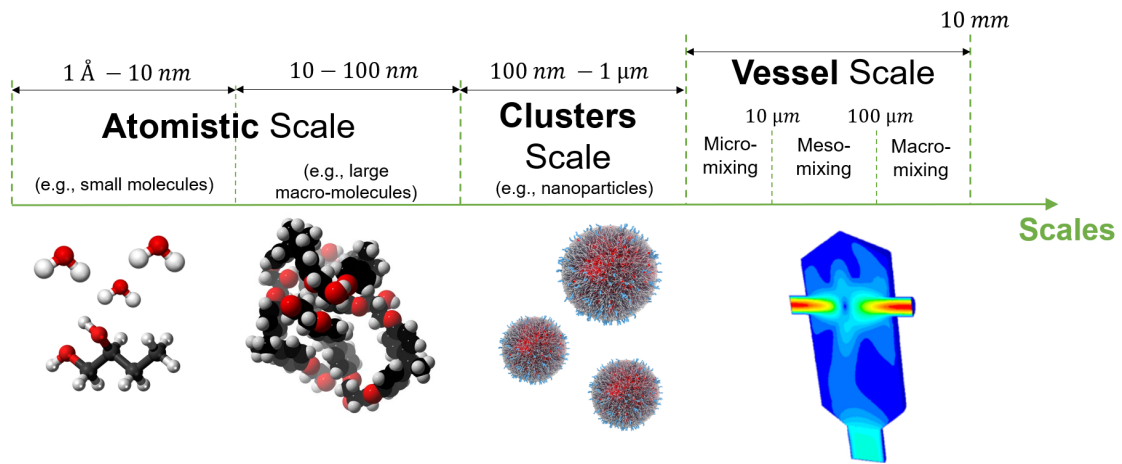 10 mm
1 Å − 10 nm
10 − 100 nm
100 nm − 1 μm
Vessel Scale
Atomistic Scale
Clusters
Scale
10 μm
100 μm
Micro-
mixing
Meso-
mixing
Macro-
mixing
(e.g., small molecules)
(e.g., large
macro-molecules)
(e.g., nanoparticles)
Scales